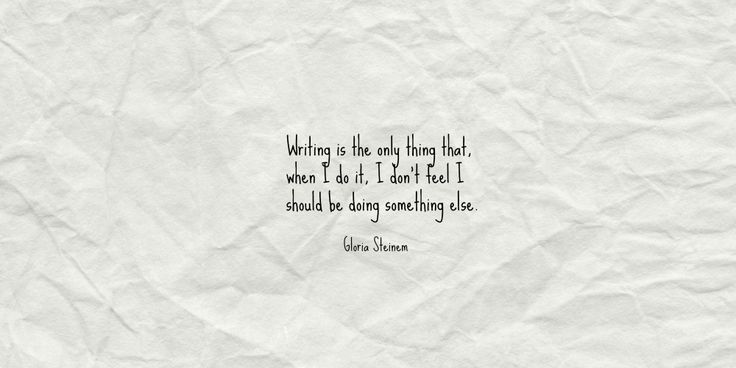 Writing is the only thing that,
when I do it, I don't feel I
should be doing something else.
Gloria Steinem